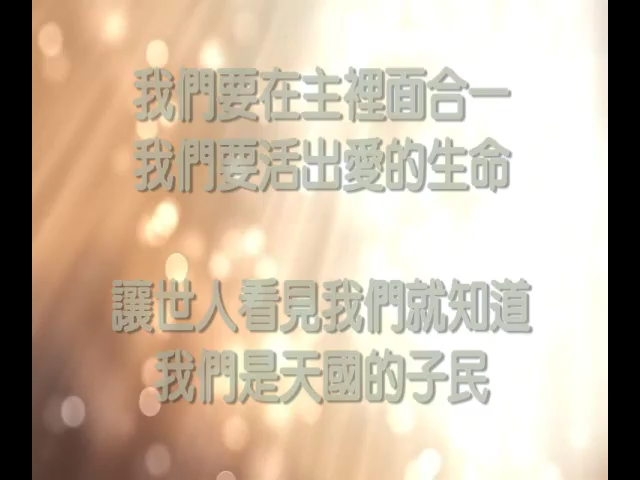 我們要在主裡面合一
我們要活出愛的生命
讓世人看見我們就知道
我們是天國的子民